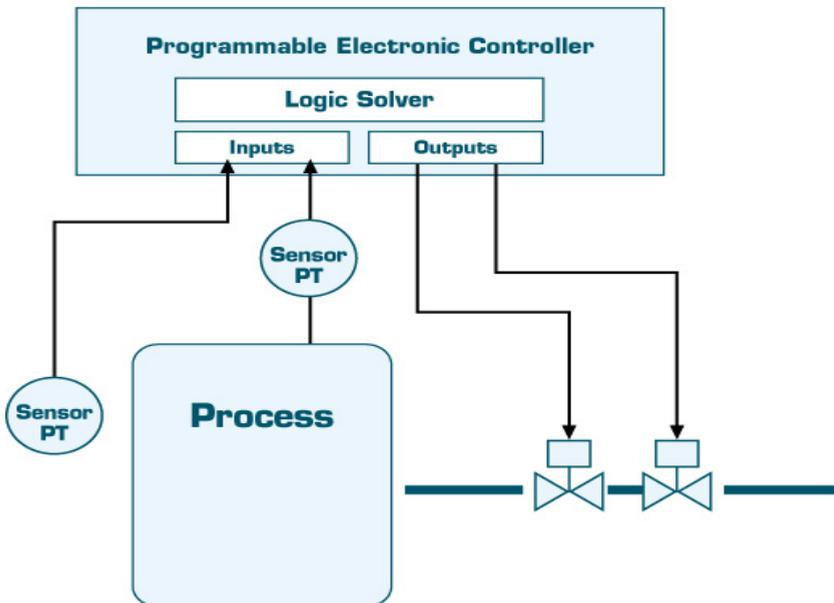 Programmable Electronic Controller
Logic Solver
Inputs
Outputs
Sensor
PT
Sensor
PT
Process